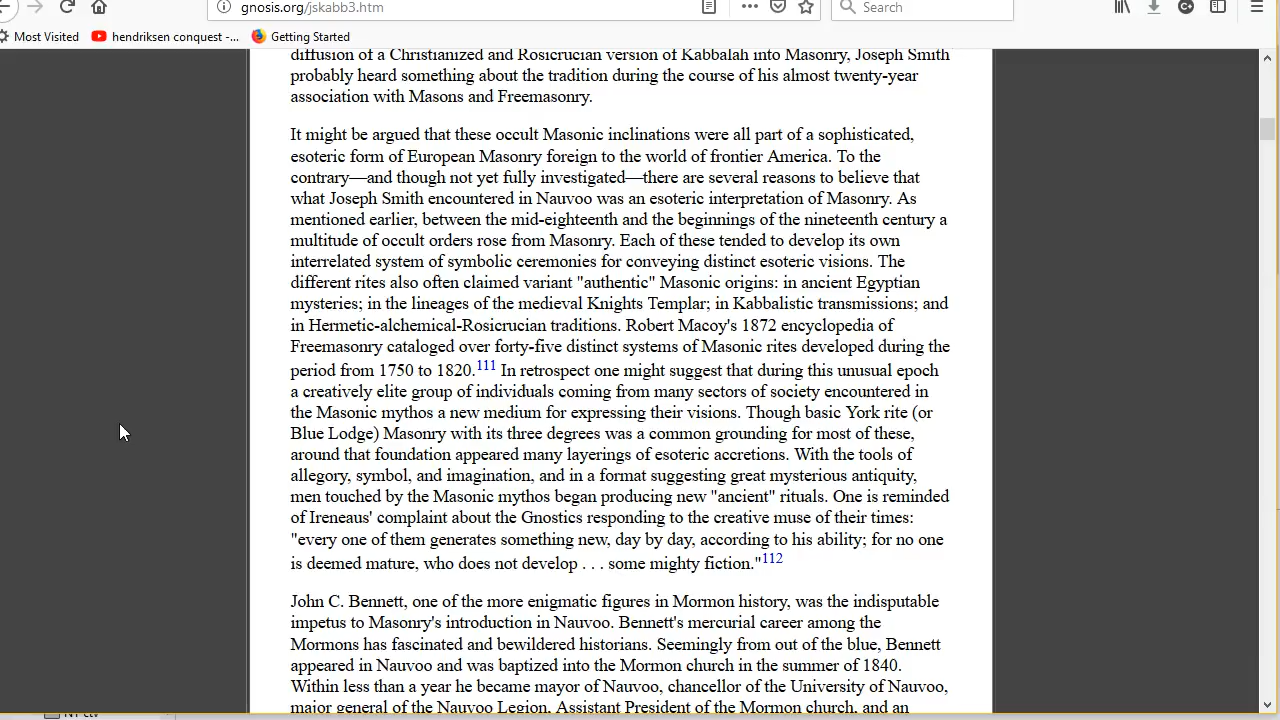 gnosis.org/jskabb3.htm
Search
Most Visited
hendriksen conquest -...
Getting Started
diffusion of a Christianized and Rosicrucian version of Kabbalah into Masonry, Joseph Smith
probably heard something about the tradition during the course of his almost twenty-year
association with Masons and Freemasonry.
It might be argued that these occult Masonic inclinations were all part of a sophisticated,
esoteric form of European Masonry foreign to the world of frontier America. To the
contrary—and though not yet fully investigated—there are several reasons to believe that
what Joseph Smith encountered in Nauvoo was an esoteric interpretation of Masonry. As
mentioned earlier, between the mid-eighteenth and the beginnings of the nineteenth century a
multitude of occult orders rose from Masonry. Each of these tended to develop its own
interrelated system of symbolic ceremonies for conveying distinct esoteric visions. The
different rites also often claimed variant "authentic" Masonic origins: in ancient Egyptian
mysteries; in the lineages of the medieval Knights Templar; in Kabbalistic transmissions; and
in Hermetic-alchemical-Rosicrucian traditions. Robert Macoy's 1872 encyclopedia of
Freemasonry cataloged over forty-five distinct systems of Masonic rites developed during the
period from 1750 to 1820.111 In retrospect one might suggest that during this unusual epoch
a creatively elite group of individuals coming from many sectors of society encountered in
the Masonic mythos a new medium for expressing their visions. Though basic York rite (or
Blue Lodge) Masonry with its three degrees was a common grounding for most of these,
around that foundation appeared many layerings of esoteric accretions. With the tools of
allegory, symbol, and imagination, and in a format suggesting great mysterious antiquity,
men touched by the Masonic mythos began producing new "ancient" rituals. One is reminded
of Ireneaus' complaint about the Gnostics responding to the creative muse of their times:
"every one of them generates something new, day by day, according to his ability; for no one
is deemed mature, who does not develop . . . some mighty fiction."112
John C. Bennett, one of the more enigmatic figures in Mormon history, was the indisputable
impetus to Masonry's introduction in Nauvoo. Bennett's mercurial career among the
Mormons has fascinated and bewildered historians. Seemingly from out of the blue, Bennett
appeared in Nauvoo and was baptized into the Mormon church in the summer of 1840.
Within less than a year he became mayor of Nauvoo, chancellor of the University of Nauvoo,
major general of the Nauvoo Legion, Assistant President of the Mormon church, and an